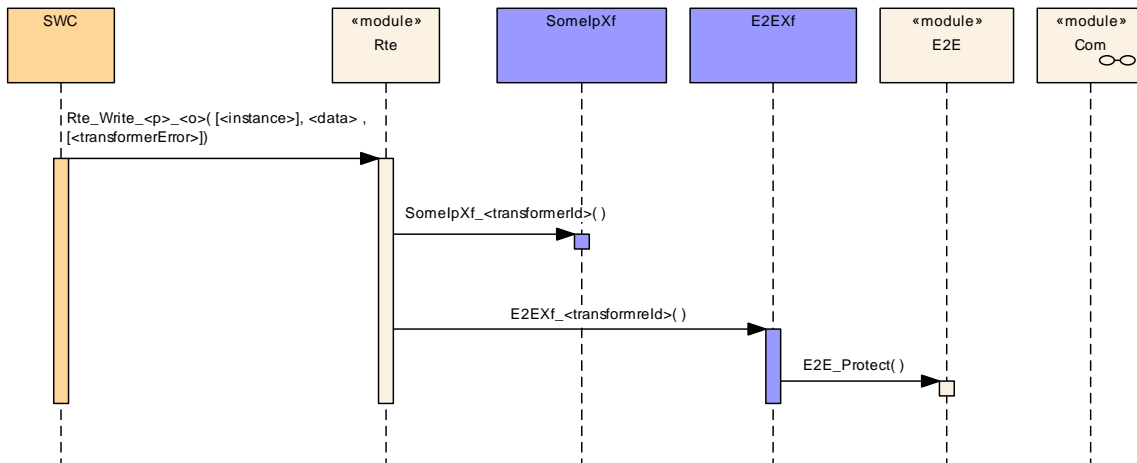 SWC
«module»
Rte
SomeIpXf
E2EXf
«module»
E2E
«module»
Com
Rte_Write_<p>_<o>( [<instance>], <data> ,
[<transformerError>])
SomeIpXf_<transformerId>( )
E2EXf_<transformreId>( )
E2E_Protect( )